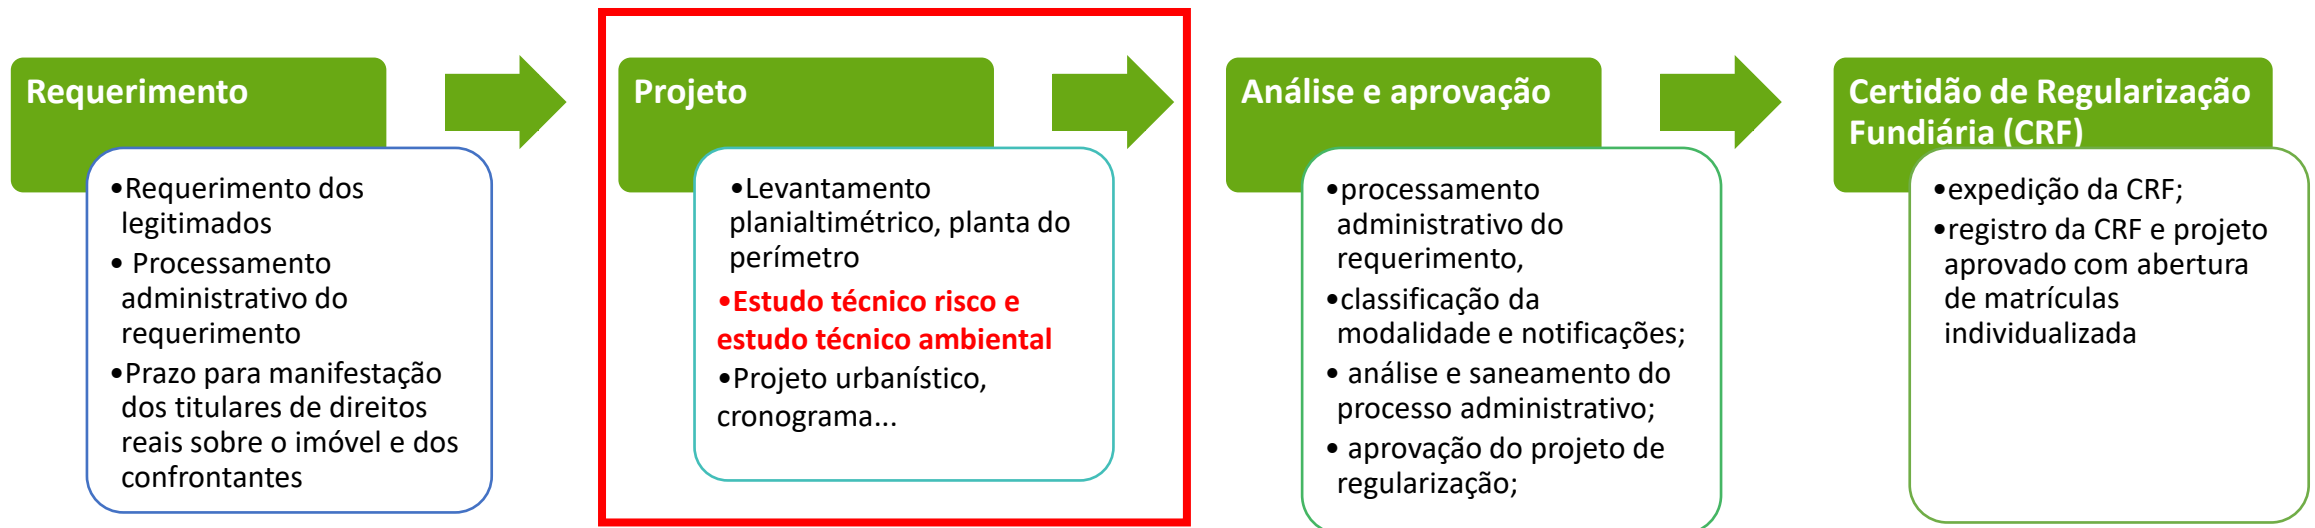 Requerimento
•Requerimento dos
legitimados
• Processamento
administrativo do
requerimento
•Prazo para manifestação
dos titulares de direitos
reais sobre o imóvel e dos
confrontantes
Projeto
•Levantamento
planialtimétrico, planta do
perímetro
•Estudo técnico risco e
estudo técnico ambiental
•Projeto urbanístico,
cronograma...
Análise e aprovação
•processamento
administrativo do
requerimento,
•classificação da
modalidade e notificações;
• análise e saneamento do
processo administrativo;
• aprovação do projeto de
regularização;
Certidão de Regularização
Fundiária (CRF)
•expedição da CRF;
•registro da CRF e projeto
aprovado com abertura
de matrículas
individualizada